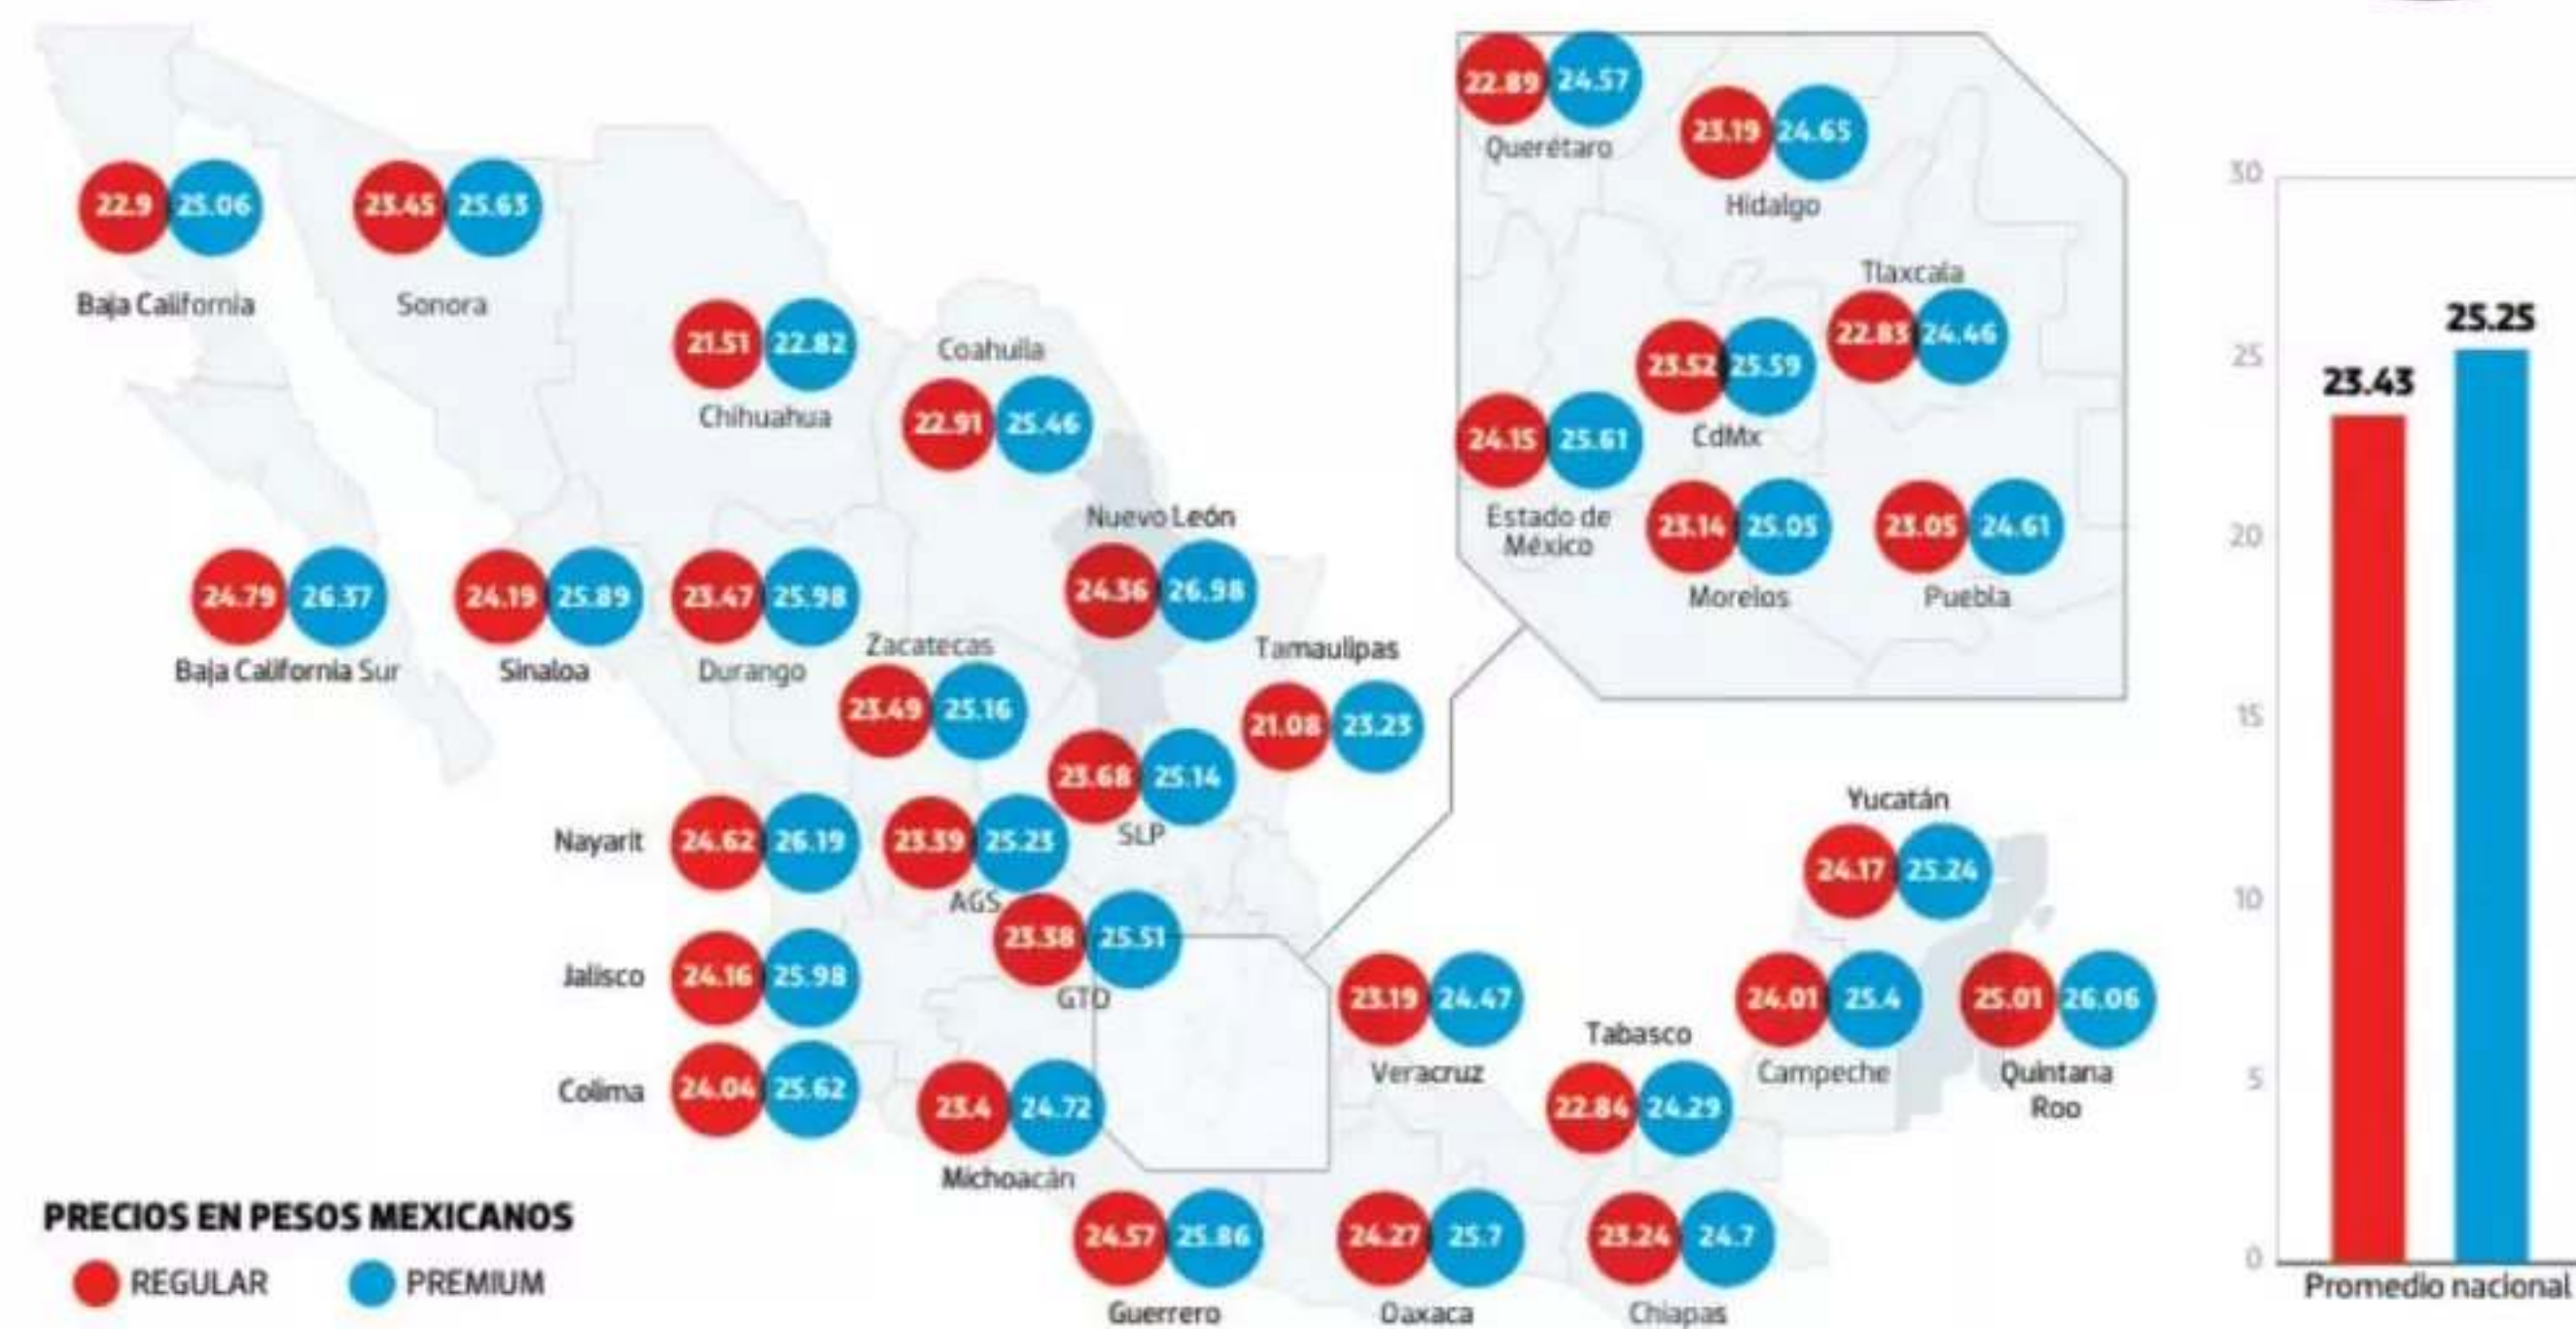 22.9 25.06
Baja California
23.45 25.63
Sonora
21.51 22.82
Chihuahua
Coahuila
22.91 25.46
Nuevo León
24.36 26.98
24.79 26.37
Baja California Sur
24.19 25.89
Sinaloa
23.47 25.98
Durango
Zacatecas
23.49 25.16
Tamaulipas
21.08 23.23
23.68 25.14
SLP
Nayarit 24.62 26.19
23.39 25.23
AGS
23.38 25.51
GTO
Jalisco 24.16 25.98
Colima 24.04 25.62
23.4 24.72
Michoacán
24.57 25.86
Guerrero
24.27 25.7
Oaxaca
23.24 24.7
Chiapas
23.19 24.47
Veracruz
Tabasco
22.84 24.29
Yucatán
24.17 25.24
24.01 25.4
Campeche
25.01 26.06
Quintana
Roo
22.89 24.57
Querétaro
23.19 24.65
Hidalgo
Tlaxcala
22.83 24.46
23.52 25.59
CdMx
24.15 25.61
Estado de
México
23.14 25.05
Morelos
23.05 24.61
Puebla
PRECIOS EN PESOS MEXICANOS
REGULAR PREMIUM
30
25
20
15
10
5
0
23.43
25.25
Promedio nacional